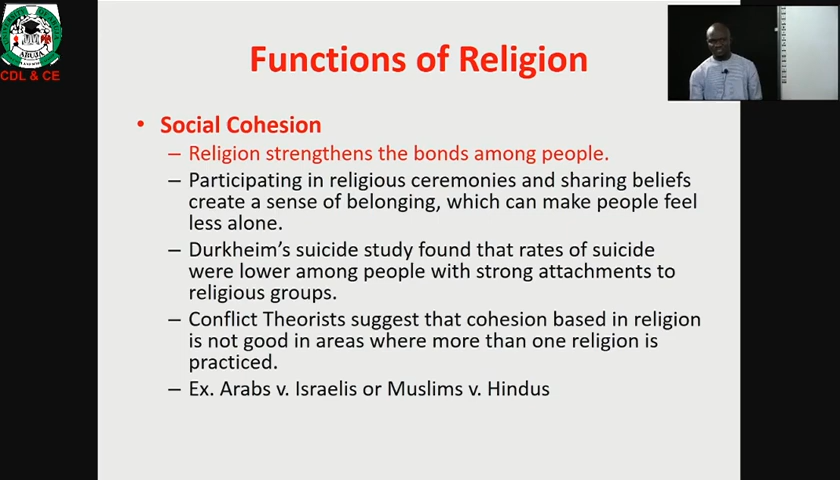 ABUJA
CDL & CE
Functions of Religion
• Social Cohesion
– Religion strengthens the bonds among people.
– Participating in religious ceremonies and sharing beliefs
create a sense of belonging, which can make people feel
less alone.
– Durkheim’s suicide study found that rates of suicide
were lower among people with strong attachments to
religious groups.
– Conflict Theorists suggest that cohesion based in religion
is not good in areas where more than one religion is
practiced.
– Ex. Arabs v. Israelis or Muslims v. Hindus